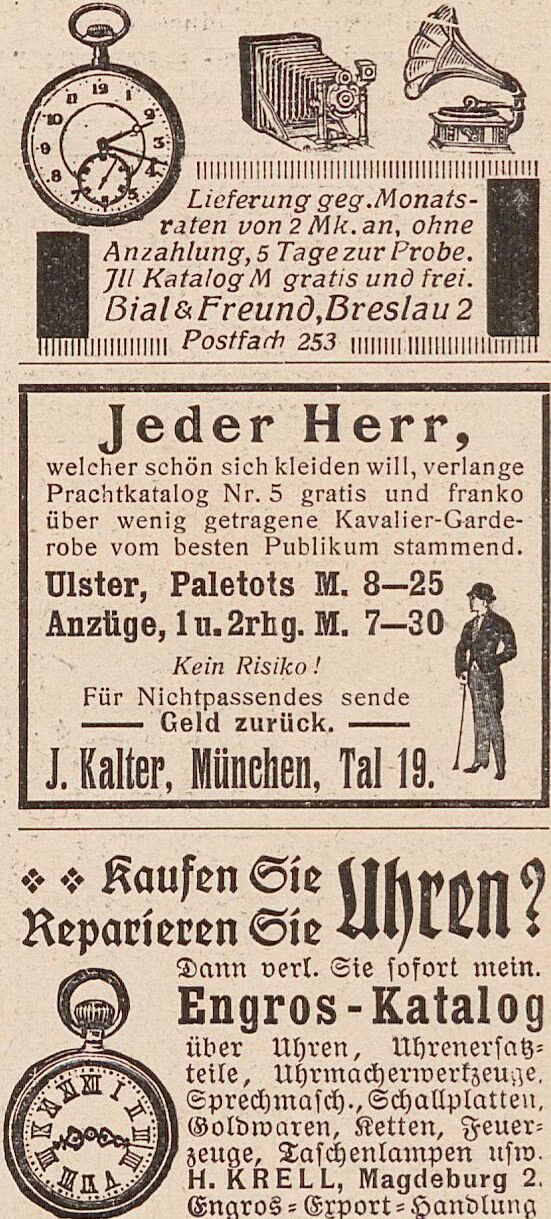 Lieferung geg. Monats-
raten von 2 Mk. an, ohne
Anzahlung, 5 Tage zur Probe.
Jll Katalog M gratis und frei.
Bial & Freund, Breslau 2
Postfach 253
Jeder Herr,
welcher schön sich kleiden will, verlange
Prachtkatalog Nr. 5 gratis und franko
über wenig getragene Kavalier-Garde-
robe vom besten Publikum stammend.
Ulster, Paletots M. 8—25
Anzüge, 1 u. 2rhg. M. 7—30
Kein Risiko!
Für Nichtpassendes sende
Geld zurück.
J. Kalter, München, Tal 19.
Kaufen Sie
Reparieren Sie
Uhren?
Dann verl. Sie sofort mein.
Engros-Katalog
über Uhren, Uhrenersatz-
teile, Uhrmacherwerkzeuge,
Sprechmasch., Schallplatten,
Goldwaren, Ketten, Feuer-
zeuge, Taschenlampen usw.
H. KRELL, Magdeburg 2.
Engros-Export-Handlung